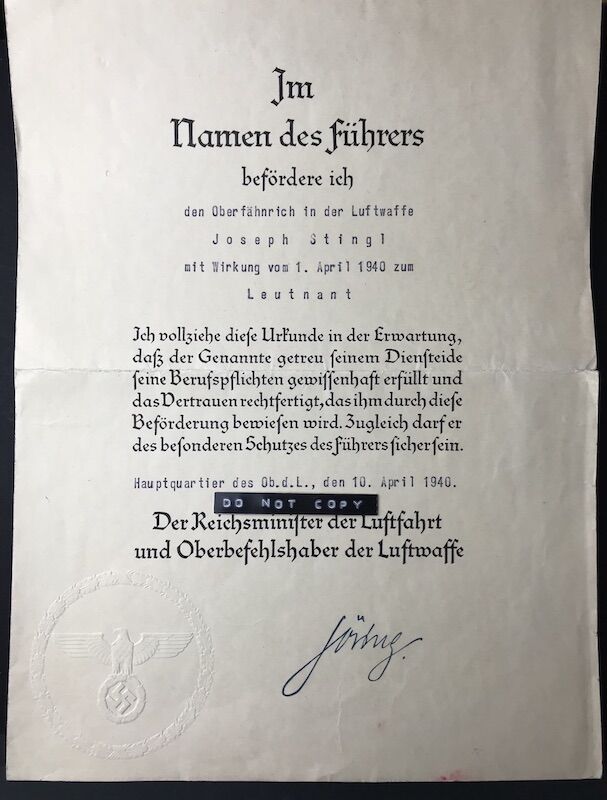 Im
Namen des Führers
befördere ich
den Oberfähnrich in der Luftwaffe
Joseph Stingl
mit Wirkung vom 1. April 1940 zum
Leutnant
Ich vollziehe dieſe Urkunde in der Erwartung,
daß der Genannte getreu ſeinem Dienſteide
ſeine Berufspflichten gewiſſenhaft erfüllt und
das Vertrauen rechtfertigt, das ihm durch dieſe
Beförderung bewieſen wird. Zugleich darf er
des beſonderen Schutzes des Führers ſicher ſein.
Hauptquartier des Ob.d.L., den 10. April 1940.
DO NOT COPY
Der Reichsminiſter der Luftfahrt
und Oberbefehlshaber der Luftwaffe
Göring.